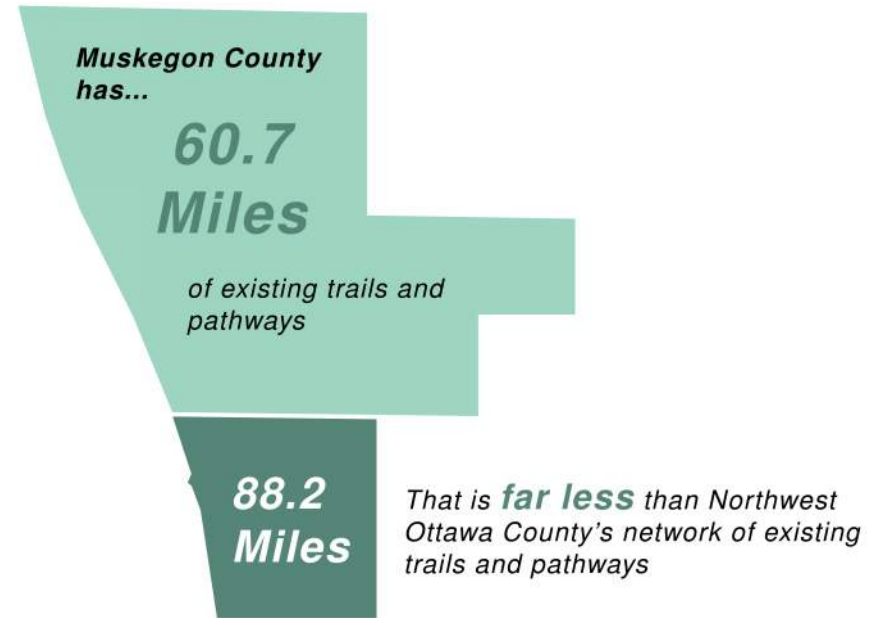 Muskegon County
has...
60.7
Miles
of existing trails and
pathways
88.2
Miles
That is far less than Northwest
Ottawa County's network of existing
trails and pathways